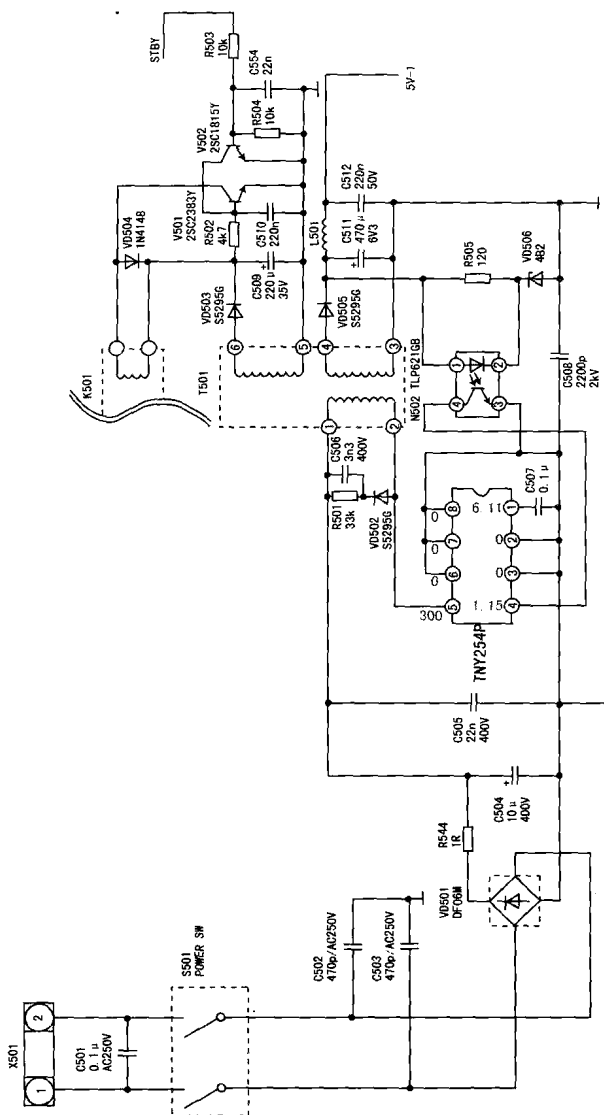 STBY
R503
10k
C554
22n
R504
10k
V502
2SC1815Y
V501
2SC2383Y
R502
4k7
C510
220n
VD504
1N4148
C509
220μ
35V
+
VD503
S5295G
K501
T501
6
5
4
3
1
2
5V-1
L501
C512
220n
50V
C511
470μ
6V3
+
VD505
S5295G
R505
120
VD506
4B2
C506
3n3
400V
R501
33k
VD502
S5295G
N502
TLP621GB
1
2
4
3
C508
2200p
2kV
C507
0.1μ
8
7
6
5
1
2
3
4
0
0
0
300
6.11
0
0
1.15
TNY254P
C505
22n
400V
C504
10μ
400V
+
R544
1R
VD501
DF06M
C502
470p/AC250V
C503
470p/AC250V
S501
POWER SW
X501
2
1
C501
0.1μ
AC250V